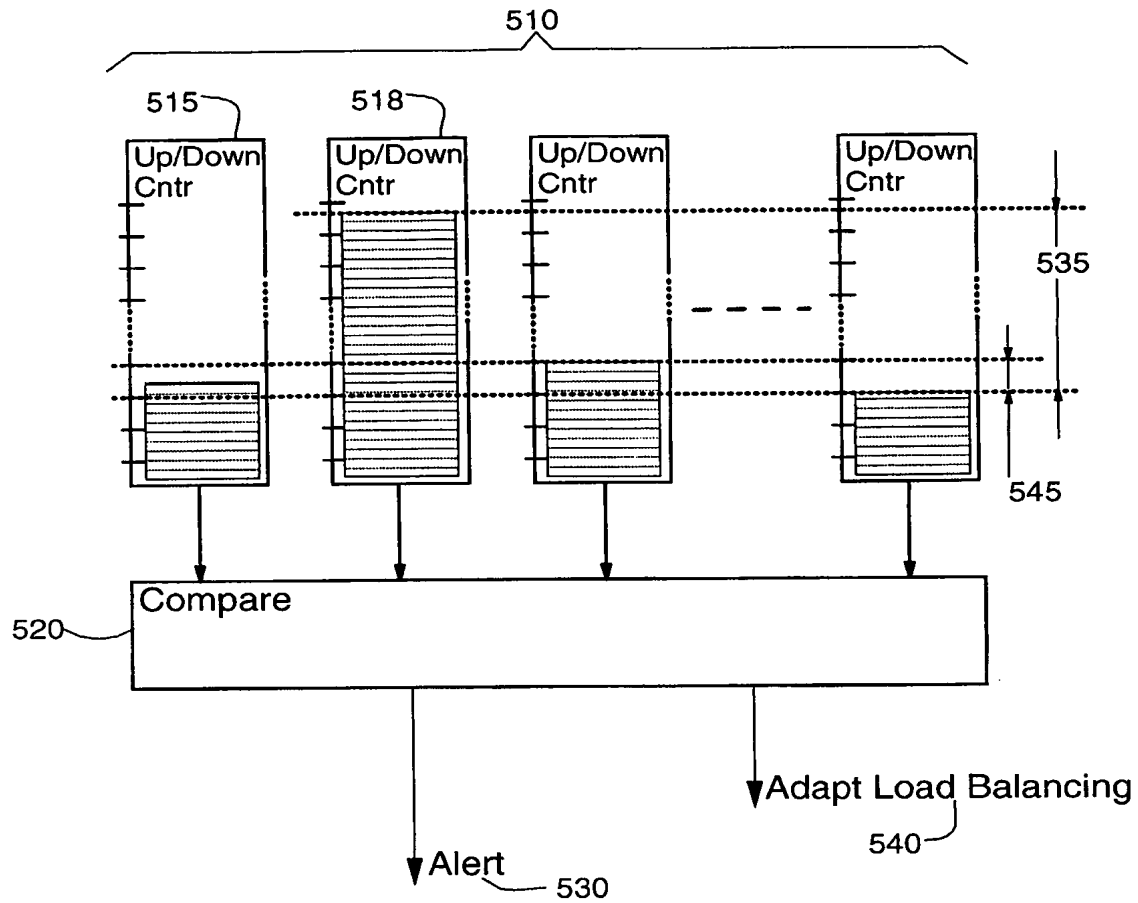 510
515
518
Up/Down
Cntr
Up/Down
Cntr
Up/Down
Cntr
Up/Down
Cntr
535
545
Compare
520
Adapt Load Balancing
540
Alert
530